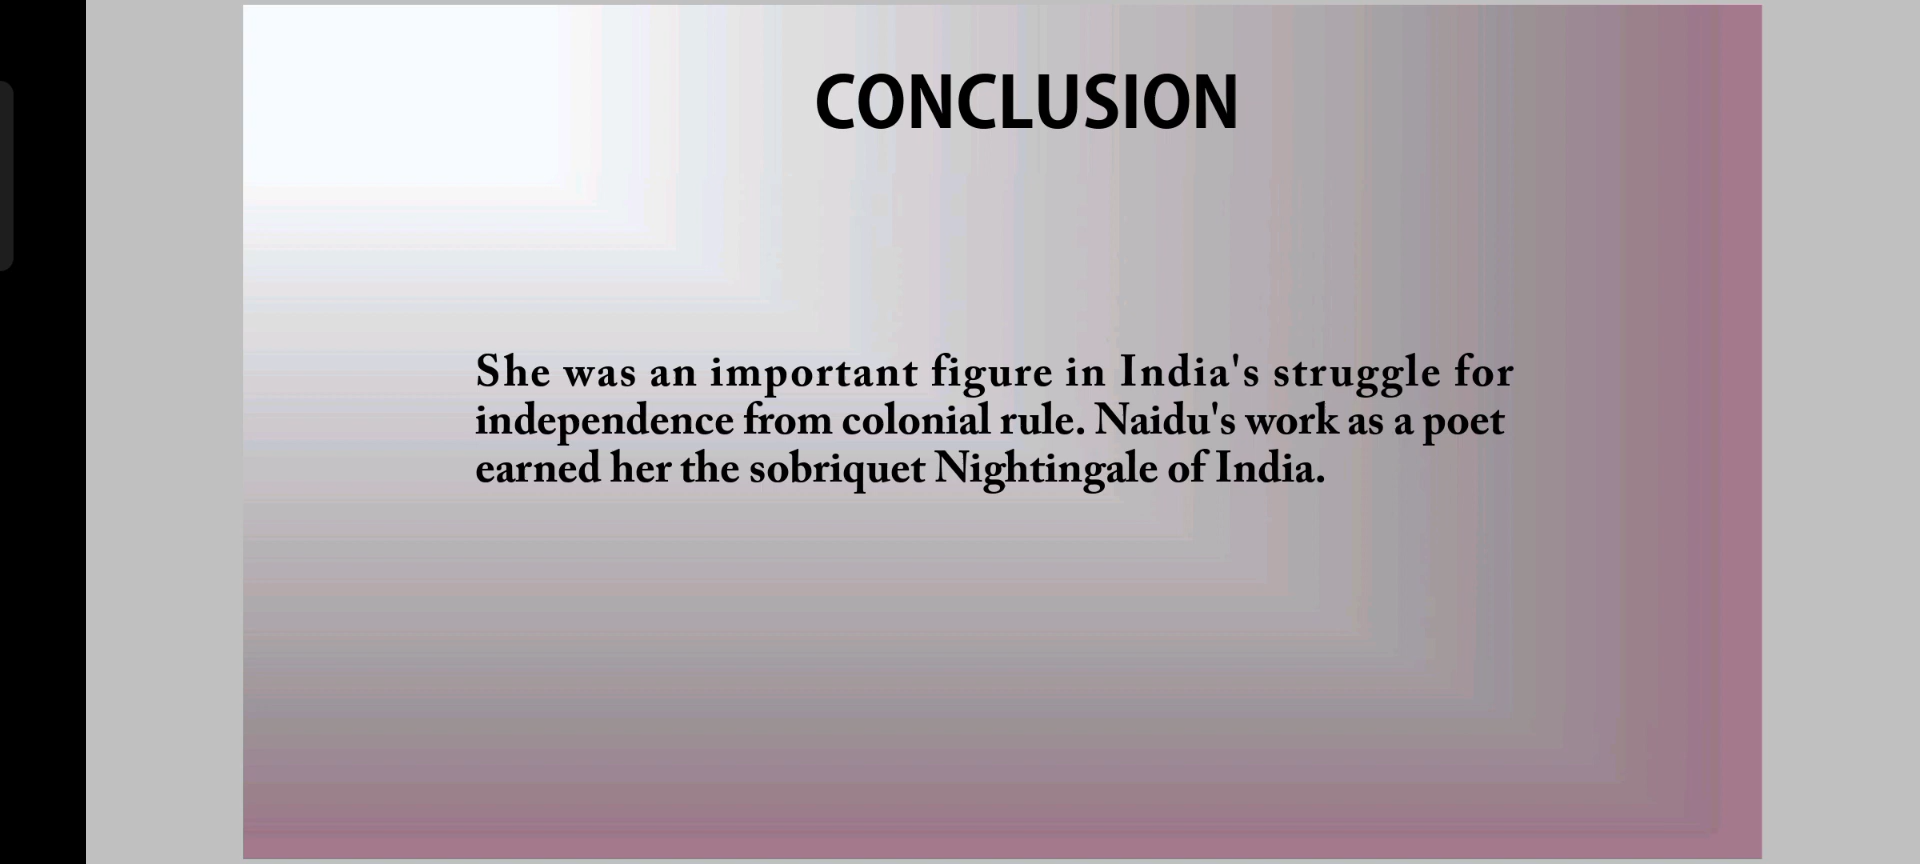 CONCLUSION
She was an important figure in India's struggle for
independence from colonial rule. Naidu's work as a poet
earned her the sobriquet Nightingale of India.